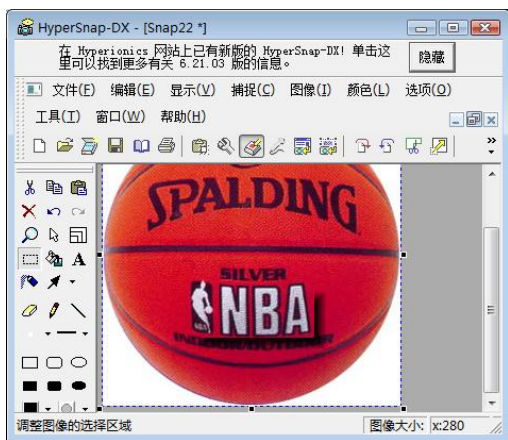 HyperSnap-DX - [Snap22 *]
在 Hyperionics 网站上已有新版的 HyperSnap-DX! 单击这
里可以找到更多有关 6.21.03 版的信息。
隐藏
文件(F) 编辑(E) 显示(V) 捕捉(C) 图像(I) 颜色(L) 选项(O)
工具(T) 窗口(W) 帮助(H)
SPALDING
SILVER
NBA
INDOOR/OUTDOOR
调整图像的选择区域
图像大小: x:280